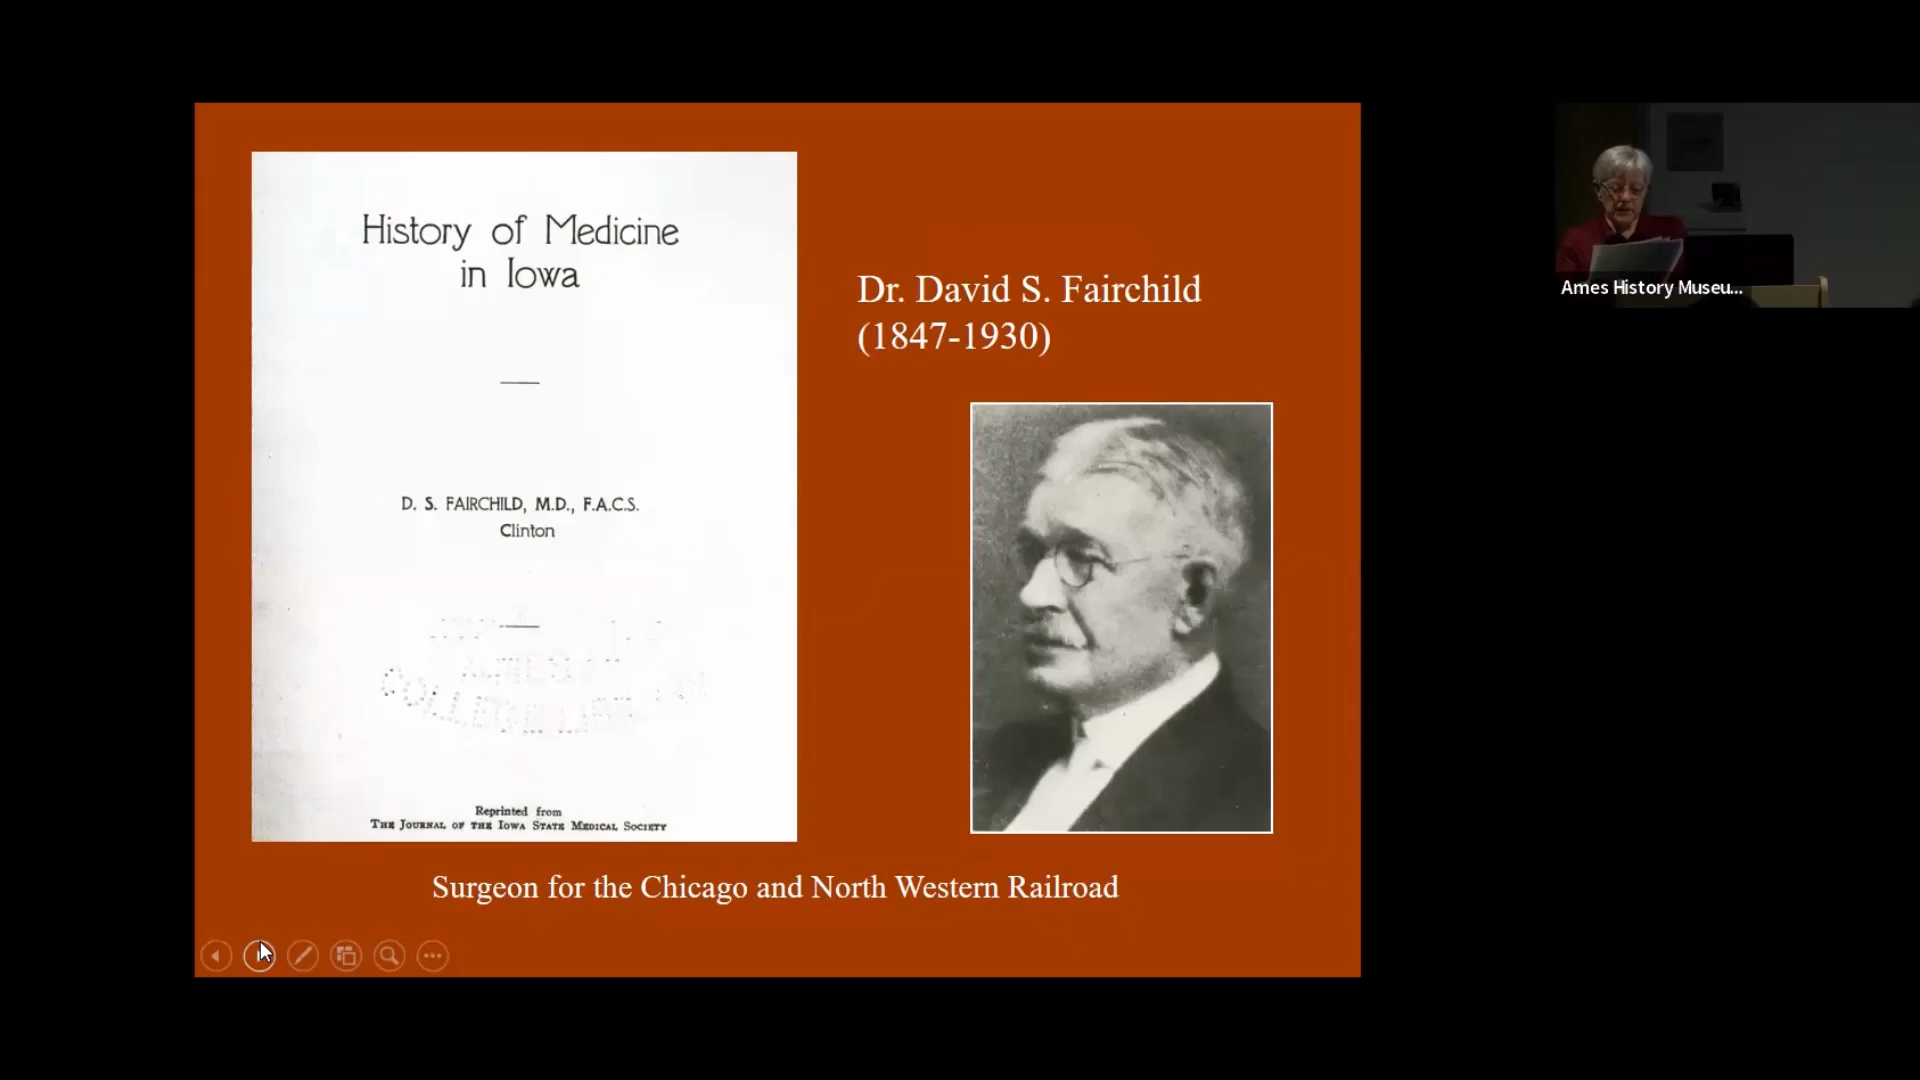 History of Medicine
in Iowa
D. S. FAIRCHILD, M.D., F.A.C.S.
Clinton
COLLEGE
Reprinted from
THE JOURNAL OF THE IOWA STATE MEDICAL SOCIETY
Dr. David S. Fairchild
(1847-1930)
Surgeon for the Chicago and North Western Railroad
Ames History Museu...